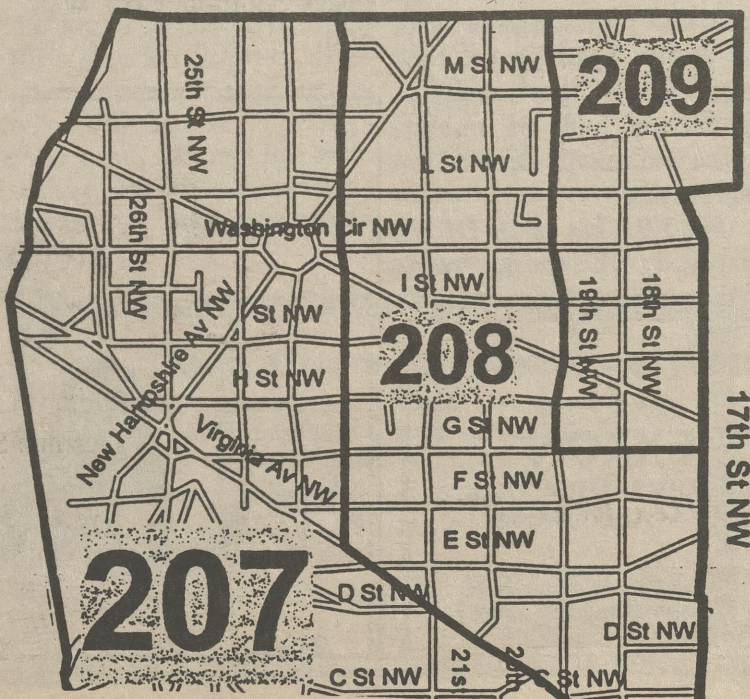 209
M St NW
25th St NW
L St NW
26th St NW
Washington Cir NW
I St NW
I St NW
19th St NW
18th St NW
208
H St NW
New Hampshire Av NW
G St NW
17th St NW
Virginia Av NW
F St NW
E St NW
207
D St NW
D St NW
21st
20th
C St NW
C St NW